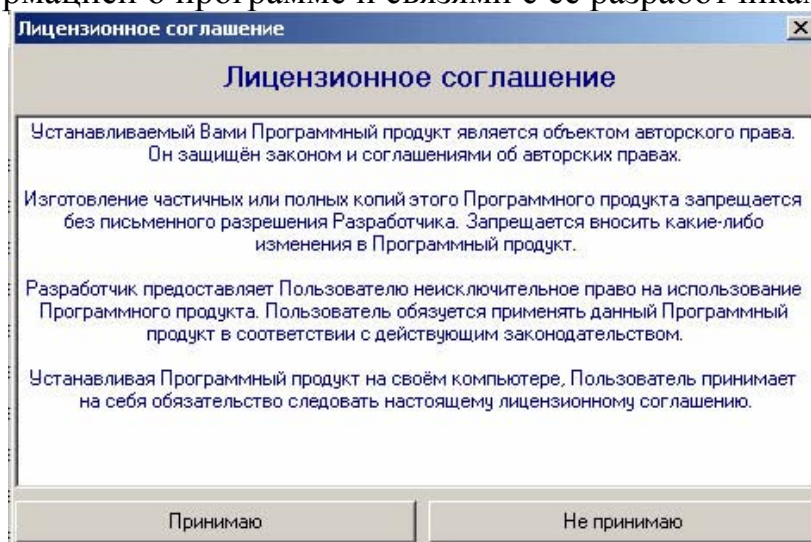 о программе и связями с ее
Лицензионное соглашение
Лицензионное соглашение
Устанавливаемый Вами Программный продукт является объектом авторского права.
Он защищён законом и соглашениями об авторских правах.
Изготовление частичных или полных копий этого Программного продукта запрещается
без письменного разрешения Разработчика. Запрещается вносить какие-либо
изменения в Программный продукт.
Разработчик предоставляет Пользователю неисключительное право на использование
Программного продукта. Пользователь обязуется применять данный Программный
продукт в соответствии с действующим законодательством.
Устанавливая Программный продукт на своём компьютере, Пользователь принимает
на себя обязательство следовать настоящему лицензионному соглашению.
Принимаю
Не принимаю